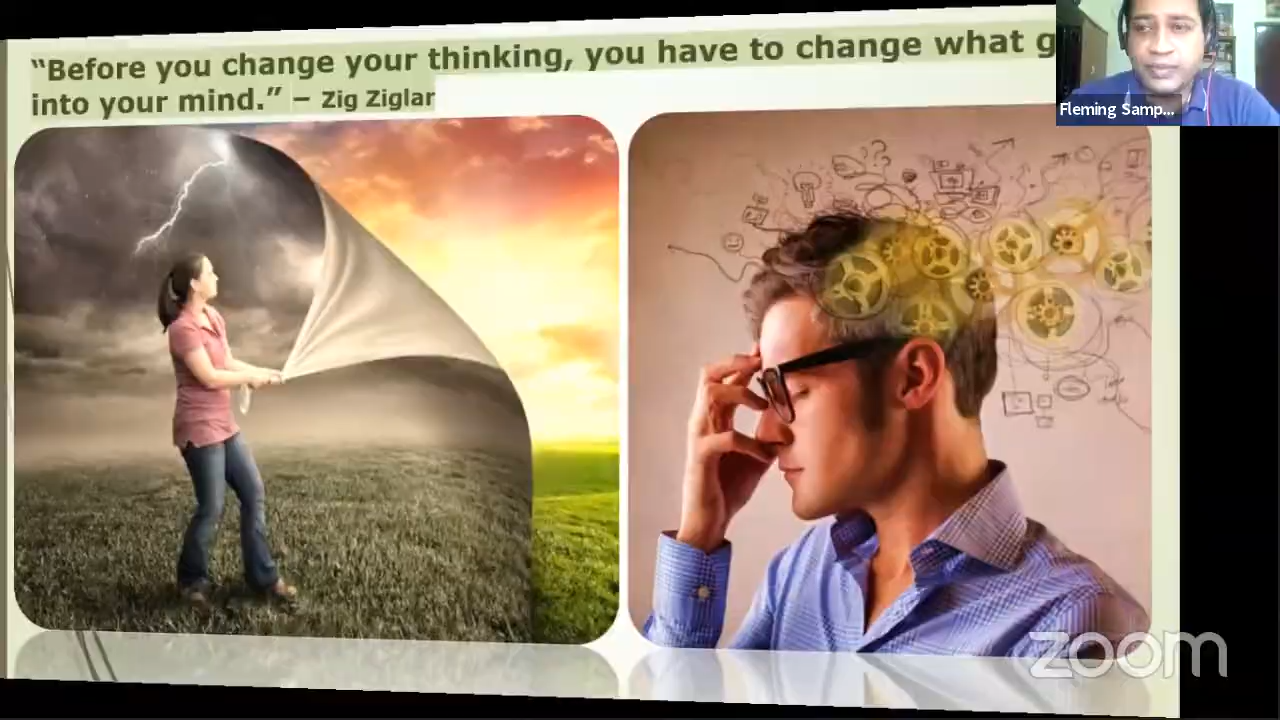 “Before you change your thinking, you have to change what g
into your mind.” – Zig Ziglar
Fleming Samp...
zoom